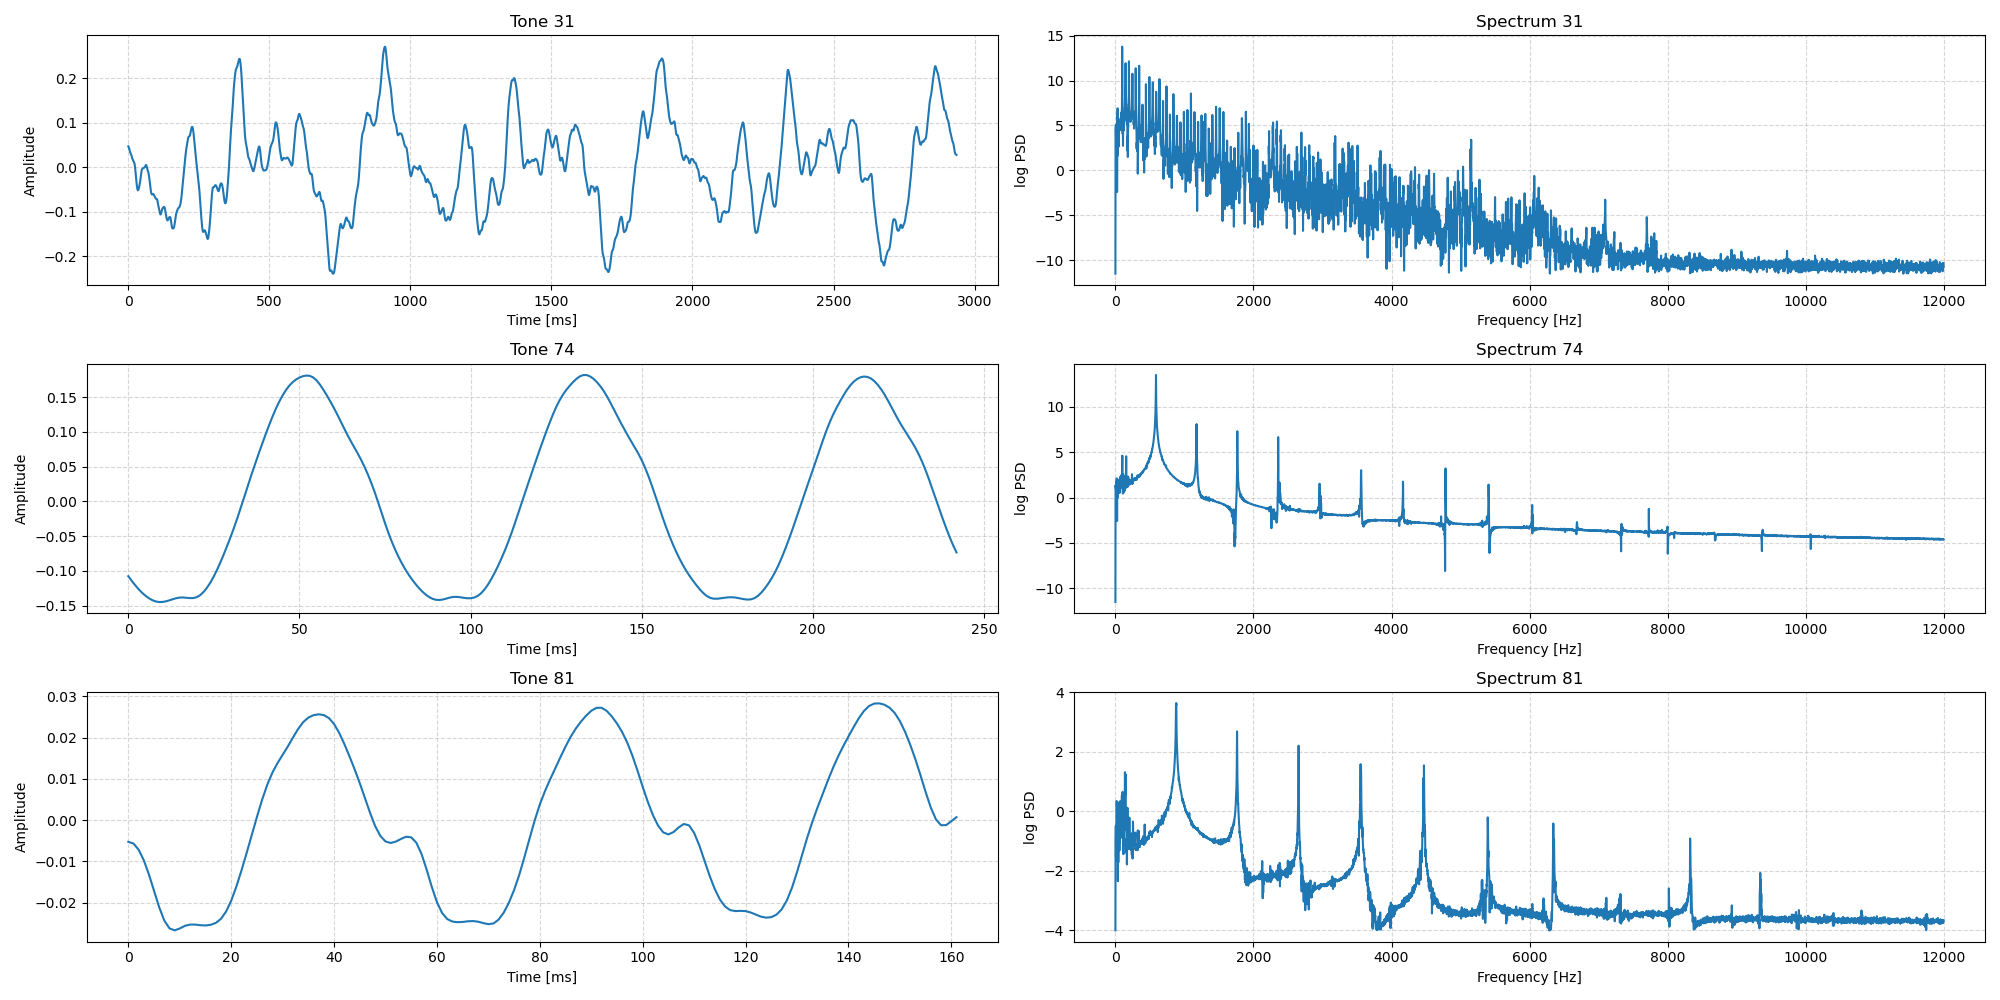 Tone 31
Amplitude
0.2
0.1
0.0
−0.1
−0.2
0 500 1000 1500 2000 2500 3000
Time [ms]
Spectrum 31
log PSD
15
10
5
0
−5
−10
0 2000 4000 6000 8000 10000 12000
Frequency [Hz]
Tone 74
Amplitude
0.15
0.10
0.05
0.00
−0.05
−0.10
−0.15
0 50 100 150 200 250
Time [ms]
Spectrum 74
log PSD
10
5
0
−5
−10
0 2000 4000 6000 8000 10000 12000
Frequency [Hz]
Tone 81
Amplitude
0.03
0.02
0.01
0.00
−0.01
−0.02
0 20 40 60 80 100 120 140 160
Time [ms]
Spectrum 81
log PSD
4
2
0
−2
−4
0 2000 4000 6000 8000 10000 12000
Frequency [Hz]